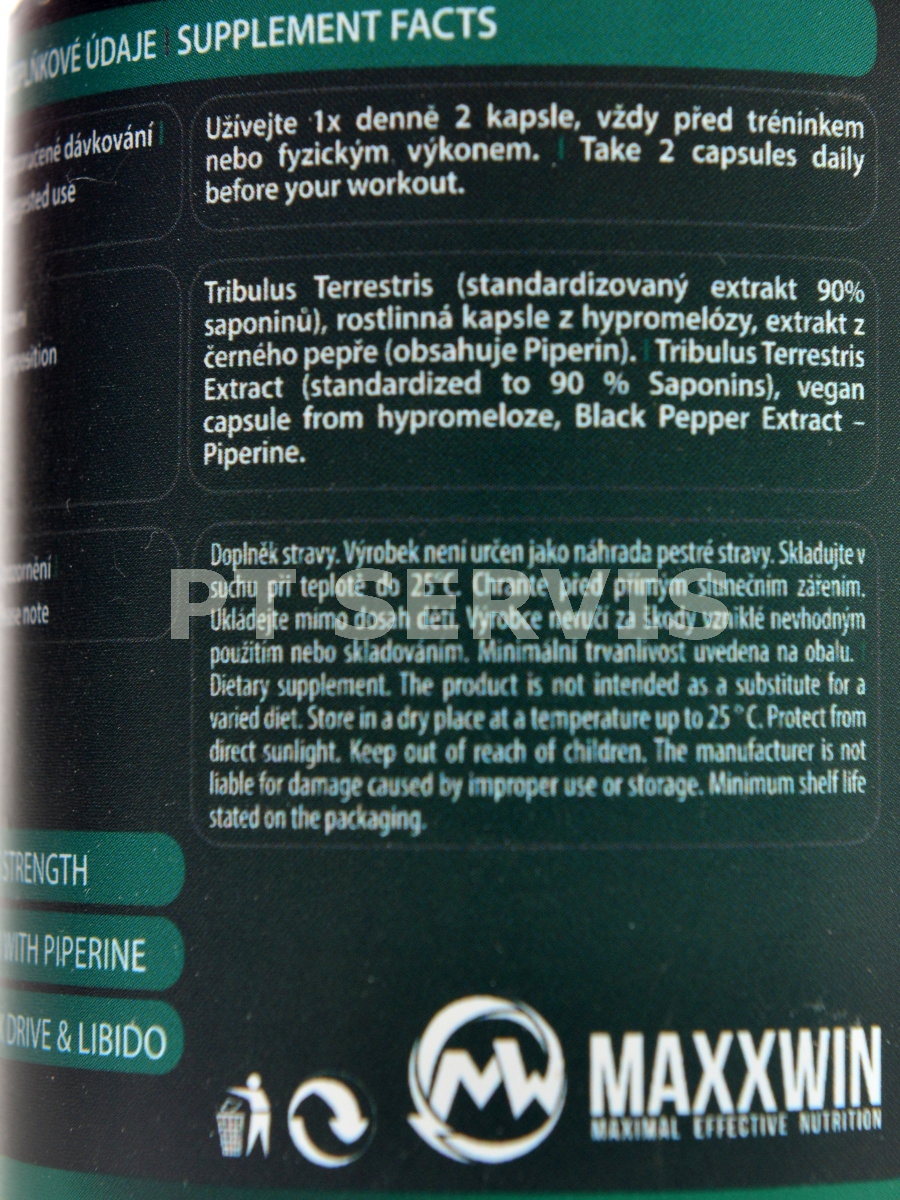 ÚDAJE | SUPPLEMENT FACTS
dávkování |
use
Užívejte 1x denně 2 kapsle, vždy před tréninkem
nebo fyzickým výkonem. | Take 2 capsules daily
before your workout.
Tribulus Terrestris (standardizovaný extrakt 90%
saponinů), rostlinná kapsle z hypromelózy, extrakt z
černého pepře (obsahuje Piperin). | Tribulus Terrestris
Extract (standardized to 90 % Saponins), vegan
capsule from hypromeloze, Black Pepper Extract –
Piperine.
note
Doplněk stravy. Výrobek není určen jako náhrada pestré stravy. Skladujte v
suchu při teplotě do 25°C. Chraňte před přímým slunečním zářením.
Ukládejte mimo dosah dětí. Výrobce neručí za škody vzniklé nevhodným
použitím nebo skladováním. Minimální trvanlivost uvedena na obalu. |
Dietary supplement. The product is not intended as a substitute for a
varied diet. Store in a dry place at a temperature up to 25 °C. Protect from
direct sunlight. Keep out of reach of children. The manufacturer is not
liable for damage caused by improper use or storage. Minimum shelf life
stated on the packaging.
PT SERVIS
STRENGTH
WITH PIPERINE
DRIVE & LIBIDO
MAXXWIN
MAXIMAL EFFECTIVE NUTRITION